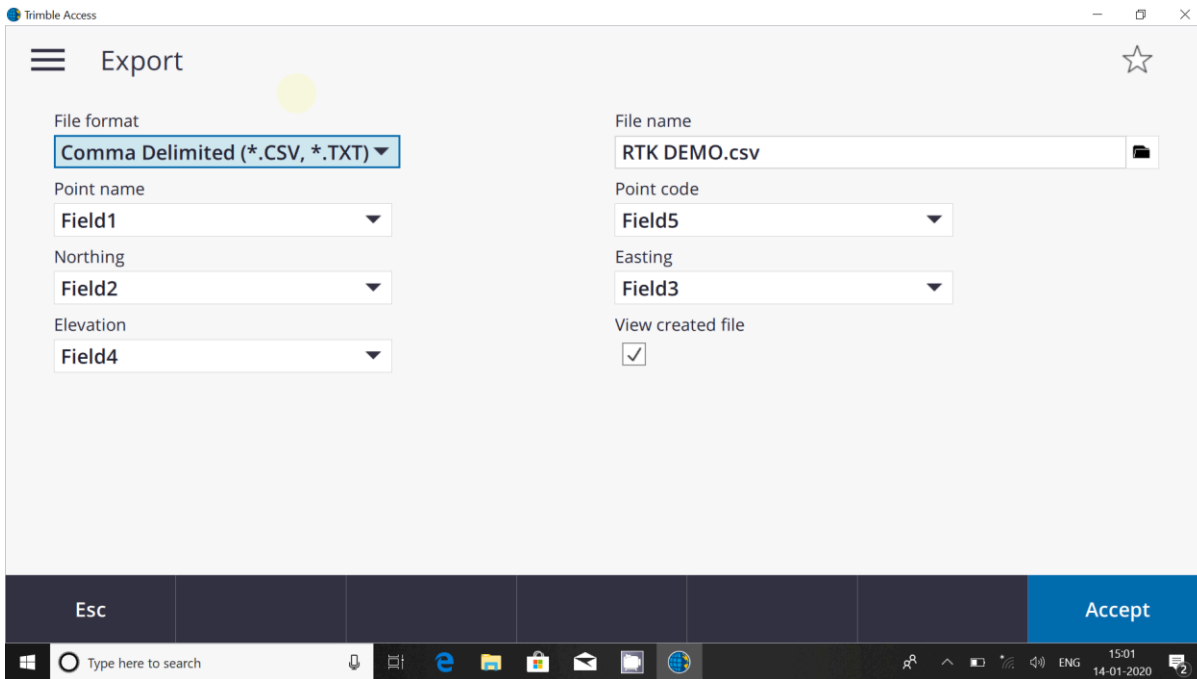 Trimble Access
Export
File format
Comma Delimited (*.CSV, *.TXT)
File name
RTK DEMO.csv
Point name
Field1
Point code
Field5
Northing
Field2
Easting
Field3
Elevation
Field4
View created file
Esc
Accept
Type here to search
ENG
15:01
14-01-2020
2